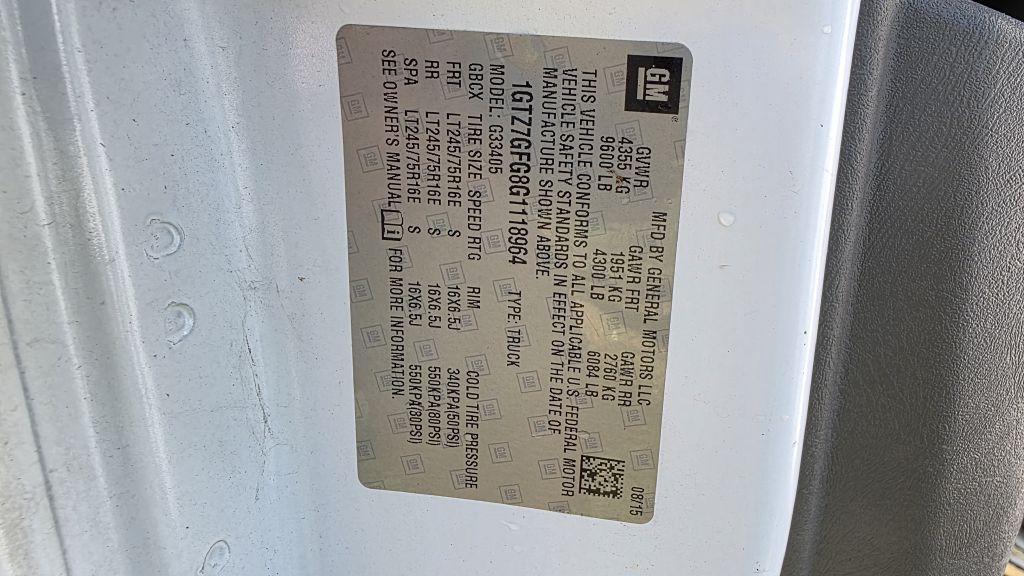 GM
®
MFD BY GENERAL MOTORS LLC 08/15
GVWR GAWR FRT GAWR RR
4355 KG 1951 KG 2760 KG
9600 LB 4300 LB 6084 LB
THIS VEHICLE CONFORMS TO ALL APPLICABLE U.S. FEDERAL MOTOR
VEHICLE SAFETY STANDARDS IN EFFECT ON THE DATE OF
MANUFACTURE SHOWN ABOVE.
1GTZ7GFG8G1118964 TYPE: TRUCK
MODEL: G33405
GBCX TIRE SIZE SPEED RTG RIM COLD TIRE PRESSURE
FRT LT245/75R16E S 16X6.5J 340KPA(50PSI)
RR LT245/75R16E S 16X6.5J 550KPA(80PSI)
SPA LT245/75R16E S 16X6.5J 550KPA(80PSI)
SEE OWNER'S MANUAL i FOR MORE INFORMATION.